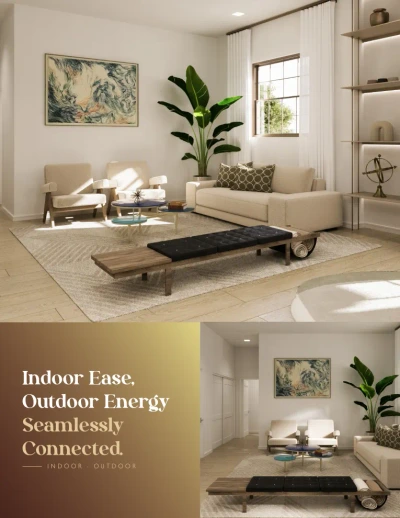 Indoor Ease,
Outdoor Energy
Seamlessly
Connected.
INDOOR . OUTDOOR